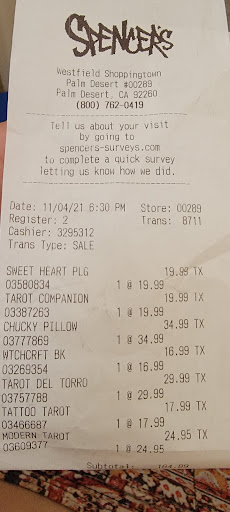 SPENCER'S
Westfield Shoppingtown
Palm Desert #00289
Palm Desert, CA 92260
(800) 762-0419
Tell us about your visit
by going to
spencers-surveys.com
to complete a quick survey
letting us know how we did.
Date: 11/04/21 6:30 PM Store: 00289
Register: 2 Trans: 8711
Cashier: 3295312
Trans Type: SALE
SWEET HEART PLG 19.99 TX
03580834 1 @ 19.99
TAROT COMPANION 19.99 TX
03387263 1 @ 19.99
CHUCKY PILLOW 34.99 TX
03777869 1 @ 34.99
WTCHCRFT BK 16.99 TX
03269354 1 @ 16.99
TAROT DEL TORRO 29.99 TX
03757788 1 @ 29.99
TATTOO TAROT 17.99 TX
03466687 1 @ 17.99
MODERN TAROT 24.95 TX
03609377 1 @ 24.95
Subtotal: